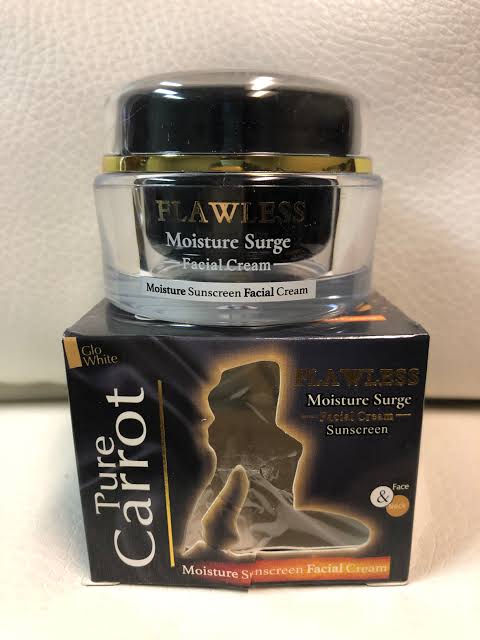 FLAWLESS
Moisture Surge
Facial Cream
Moisture Sunscreen Facial Cream
Glo
White
Pure
Carrot
FLAWLESS
Moisture Surge
Facial Cream
Sunscreen
&
Face
Neck
Moisture Sunscreen Facial Cream